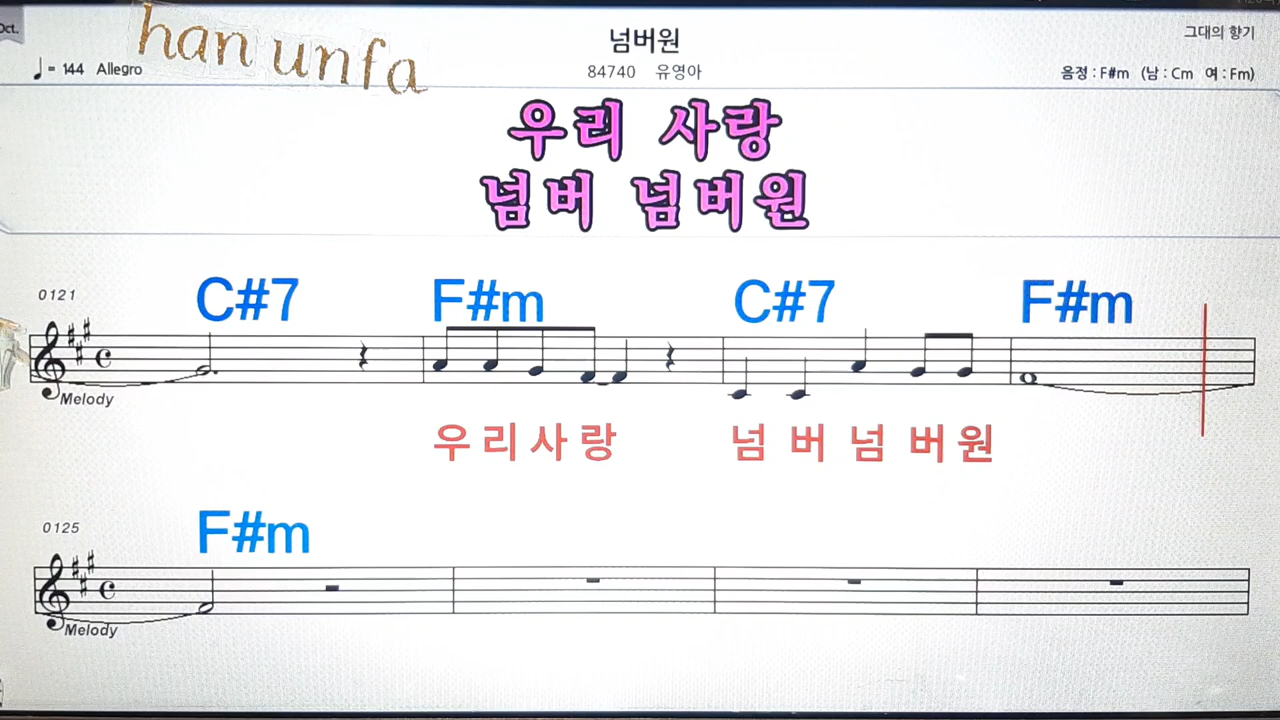 Oct.
han unfa
넘버원
그대의 향기
♩= 144 Allegro
84740 유영아
음정 : F#m (남 : Cm 여 : Fm)
우리 사랑
넘버 넘버원
0121
C#7 F#m C#7 F#m
Melody
우 리 사 랑 넘 버 넘 버 원
0125
F#m
Melody